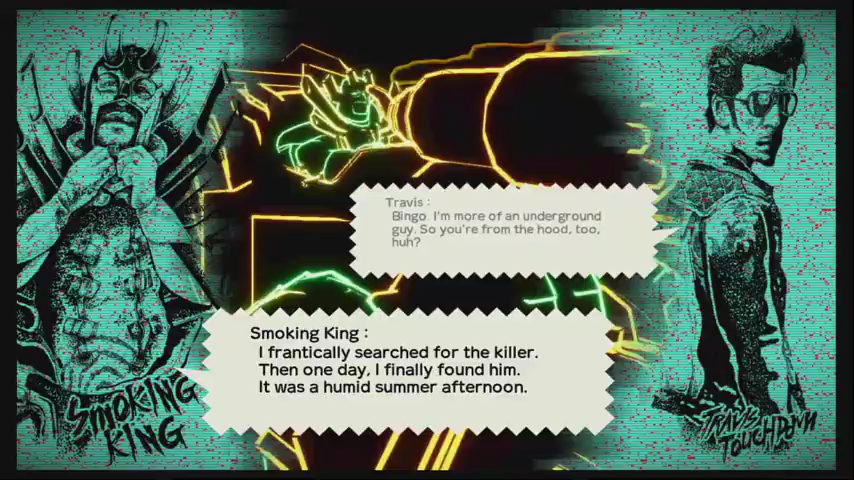 Travis :
Bingo. I'm more of an underground
guy. So you're from the hood, too,
huh?
Smoking King :
I frantically searched for the killer.
Then one day, I finally found him.
It was a humid summer afternoon.
SMOKING
KING
TRAVIS
TOUCHDOWN